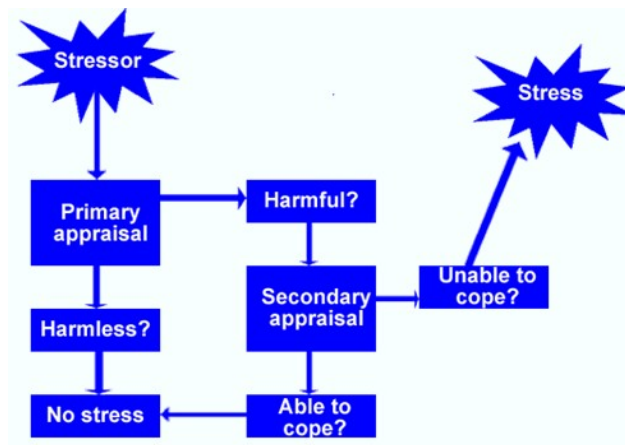 Stressor
Stress
Primary
appraisal
Harmful?
Harmless?
Secondary
appraisal
Unable to
cope?
No stress
Able to
cope?